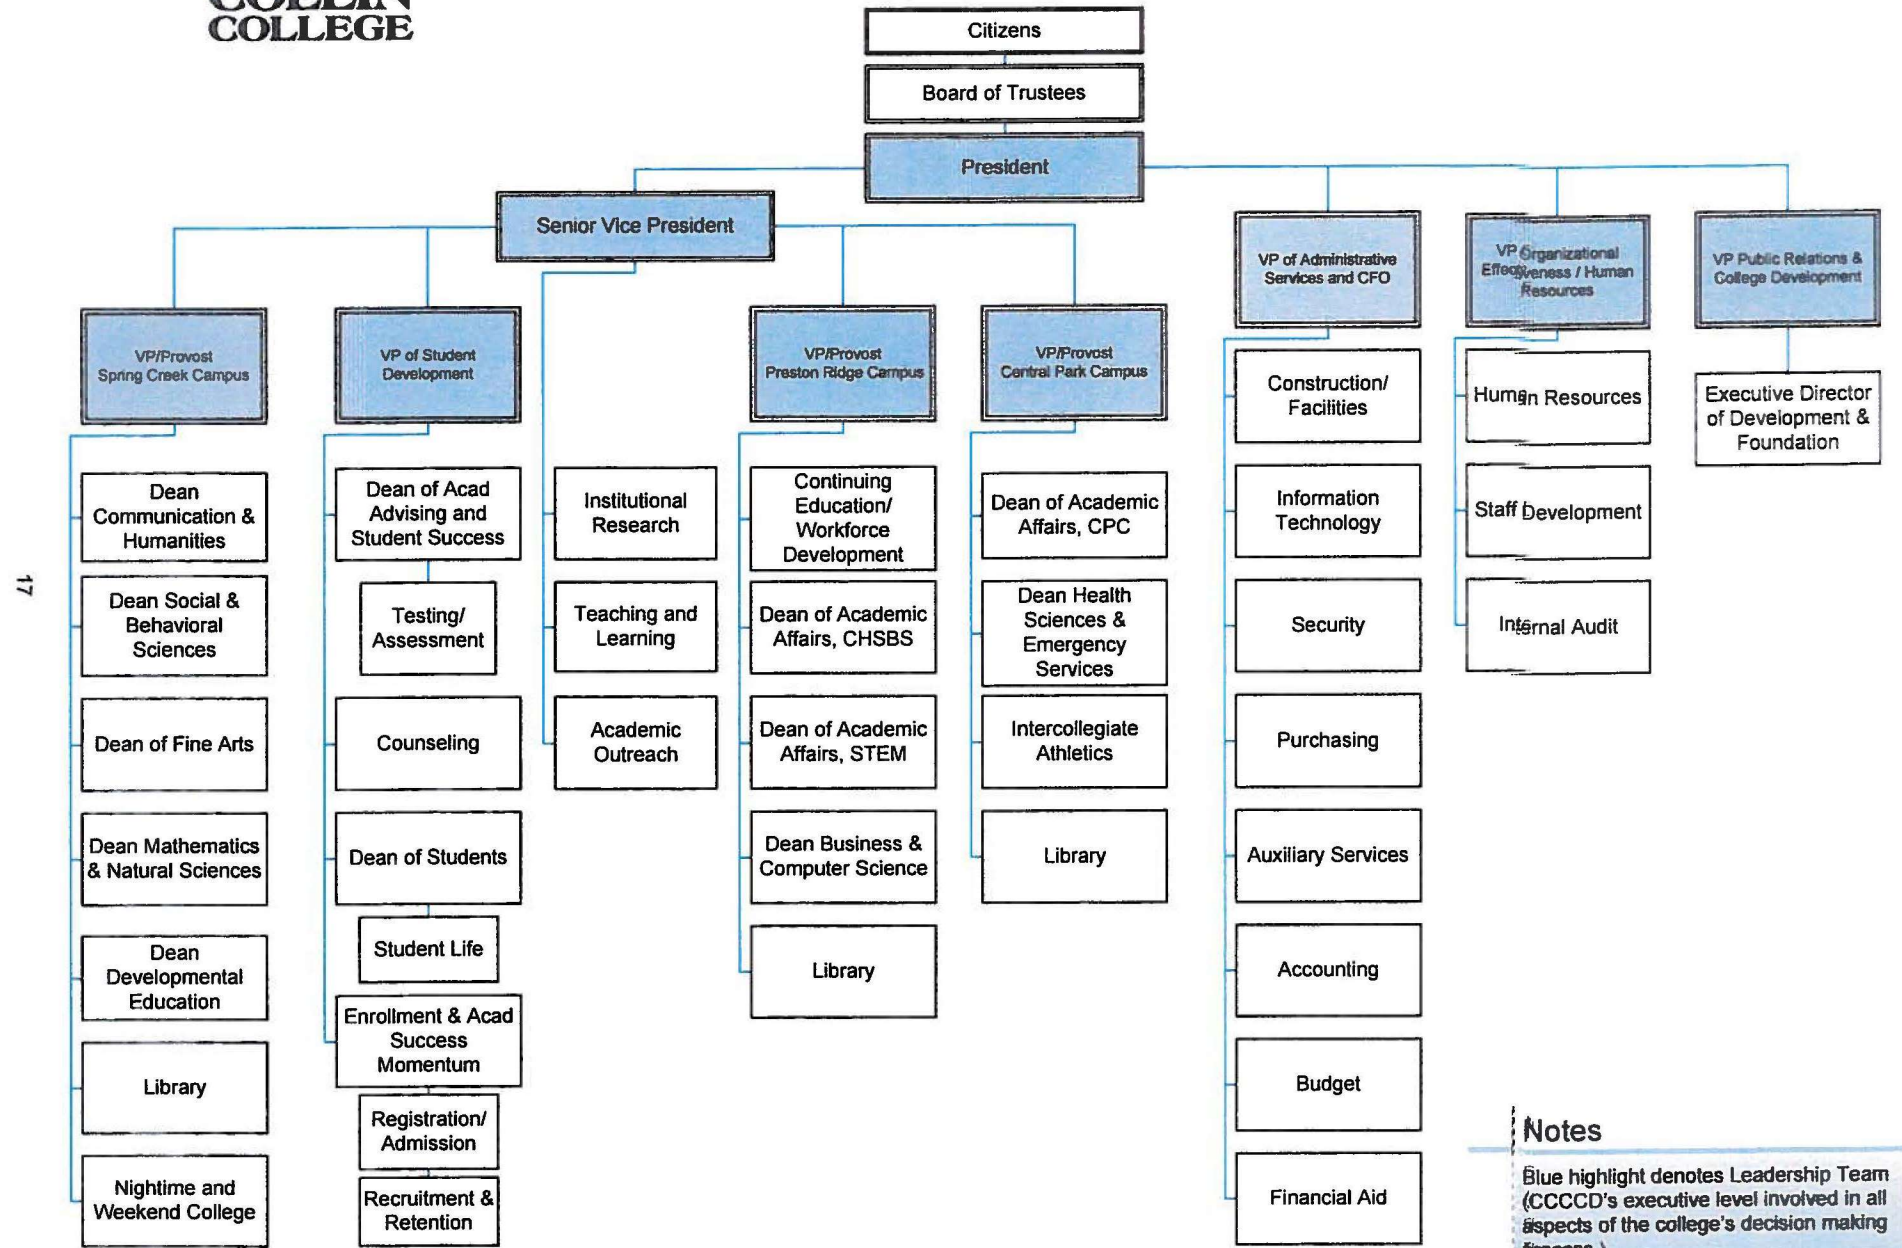 COLLIN
COLLEGE
Citizens
Board of Trustees
President
Senior Vice President
VP/Provost
Spring Creek Campus
VP of Student
Development
VP/Provost
Preston Ridge Campus
VP/Provost
Central Park Campus
VP of Administrative
Services and CFO
VP Organizational
Effectiveness / Human
Resources
VP Public Relations &
College Development
Dean
Communication &
Humanities
Dean Social &
Behavioral
Sciences
Dean of Fine Arts
Dean Mathematics
& Natural Sciences
Dean
Developmental
Education
Library
Nightime and
Weekend College
Dean of Acad
Advising and
Student Success
Testing/
Assessment
Counseling
Dean of Students
Student Life
Enrollment & Acad
Success
Momentum
Registration/
Admission
Recruitment &
Retention
Institutional
Research
Teaching and
Learning
Academic
Outreach
Continuing
Education/
Workforce
Development
Dean of Academic
Affairs, CHSBS
Dean of Academic
Affairs, STEM
Dean Business &
Computer Science
Library
Dean of Academic
Affairs, CPC
Dean Health
Sciences &
Emergency
Services
Intercollegiate
Athletics
Library
Construction/
Facilities
Information
Technology
Security
Purchasing
Auxiliary Services
Accounting
Budget
Financial Aid
Human Resources
Staff Development
Internal Audit
Executive Director
of Development &
Foundation
17
Notes
Blue highlight denotes Leadership Team
(CCCCD's executive level involved in all
aspects of the college's decision making